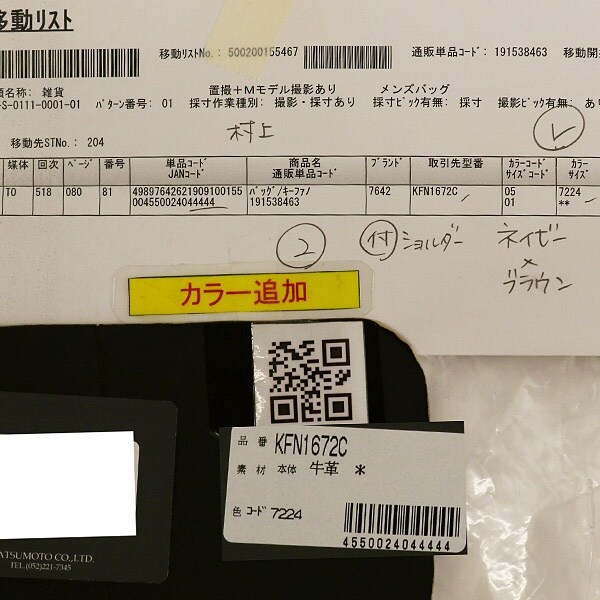 移動リスト
移動リストNo.: 500200155467
通販単品コード: 191538463
移動開
類名称: 雑貨
置撮+Mモデル撮影あり
メンズバッグ
-S-0111-0001-01
パターン番号: 01
採寸作業種別: 撮影・採寸あり
採寸ピック有無: 採寸
撮影ピック有無: あり
レ
移動先STNo.: 204
村上
媒体 回次 ページ 番号 単品コード JANコード 商品名 通販単品コード ブランド 取引先型番 カラーコード サイズコード カラー サイズ
TO 518 080 81 49897642621909100155 バッグ/キーファノ 7642 KFN1672C 05 7224
0045500240​44444 191538463 01 **
② 付 ショルダー ネイビー
×
ブラウン
カラー追加
品番 KFN1672C
素材 本体 牛革 *
色コード 7224
4550024044444
ATSUMOTO CO.,LTD.
TEL.(052)221-7345